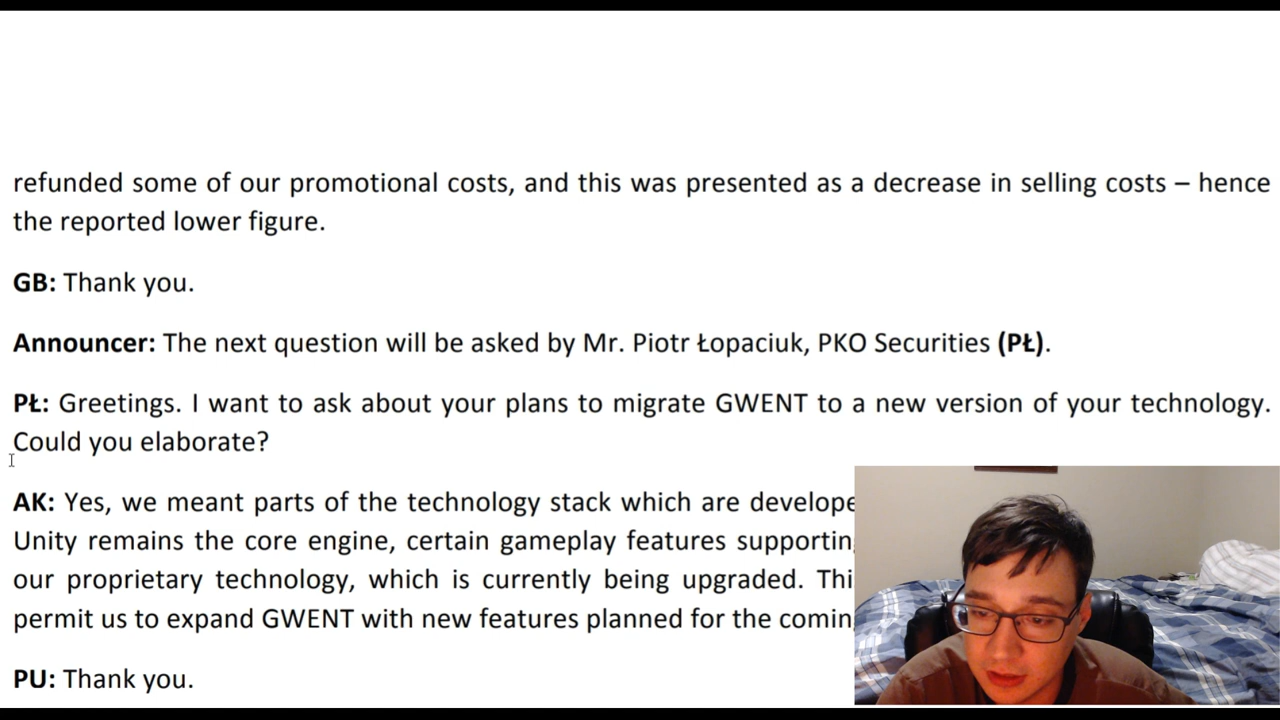 refunded some of our promotional costs, and this was presented as a decrease in selling costs – hence
the reported lower figure.
GB: Thank you.
Announcer: The next question will be asked by Mr. Piotr Łopaciuk, PKO Securities (PŁ).
PŁ: Greetings. I want to ask about your plans to migrate GWENT to a new version of your technology.
Could you elaborate?
AK: Yes, we meant parts of the technology stack which are develope
Unity remains the core engine, certain gameplay features supportin
our proprietary technology, which is currently being upgraded. Thi
permit us to expand GWENT with new features planned for the comin
PU: Thank you.